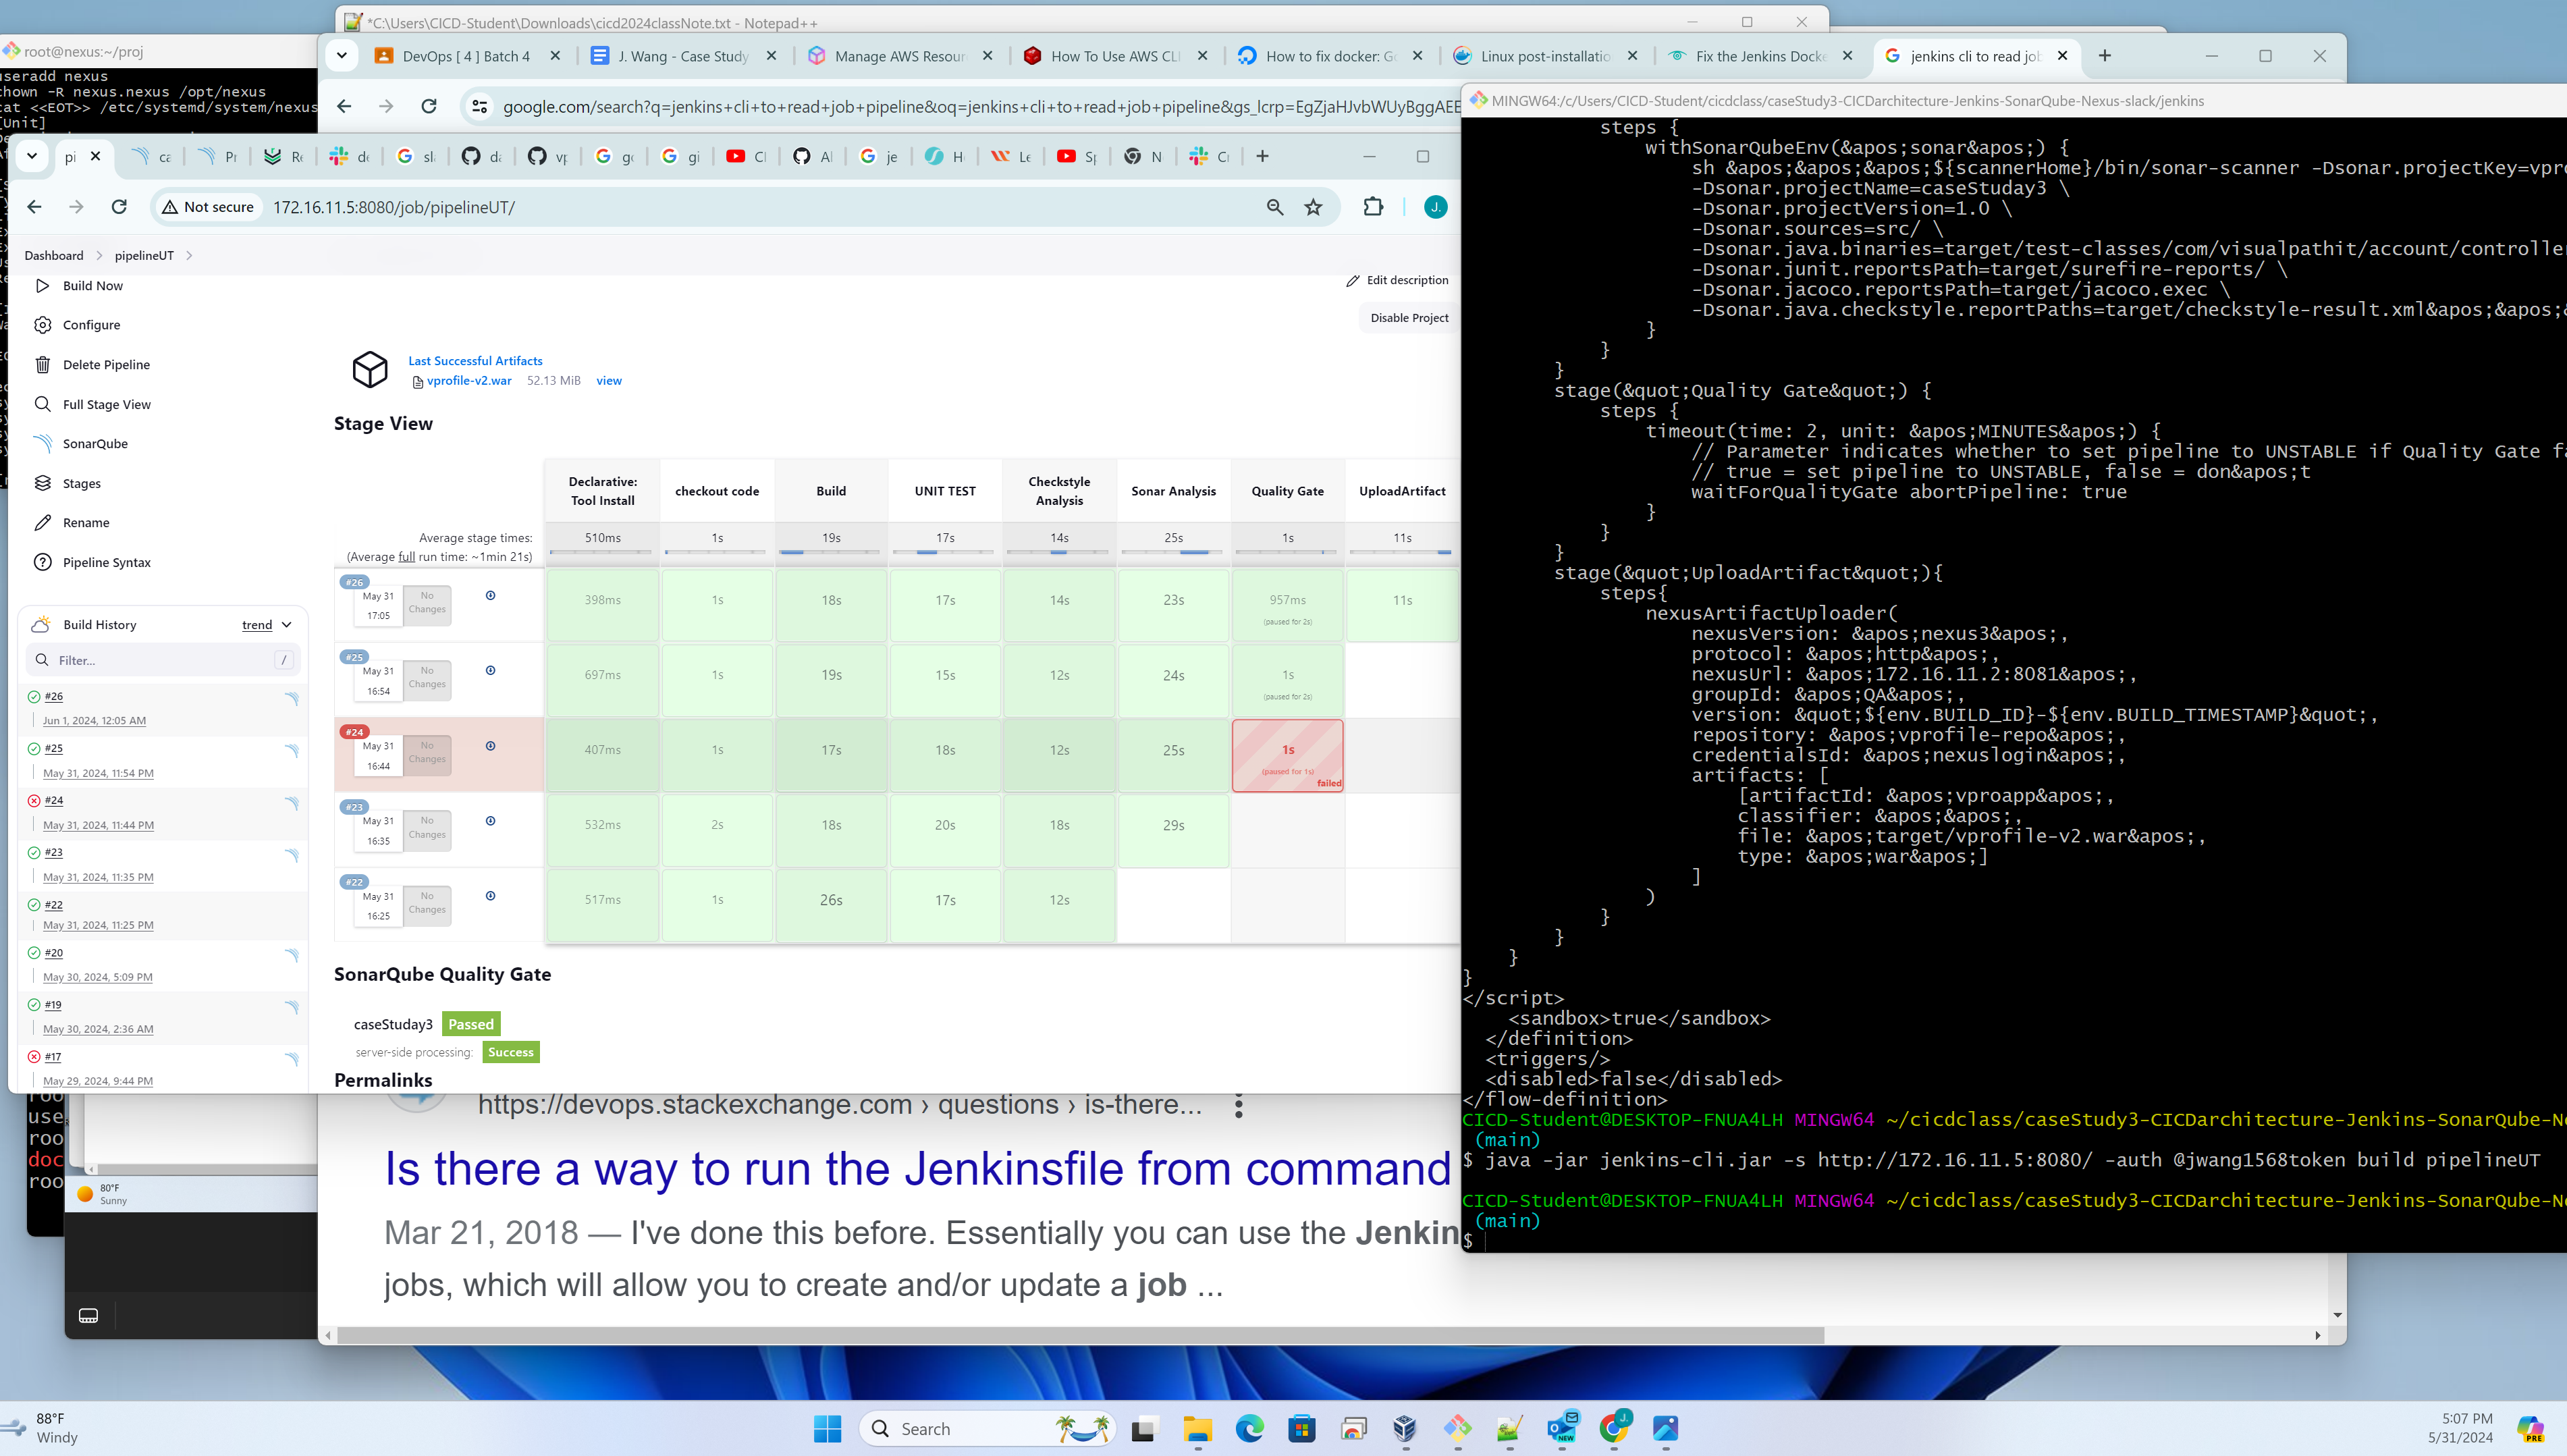 *C:\Users\CICD-Student\Downloads\cicd2024classNote.txt - Notepad++
root@nexus:~/proj
useradd nexus
chown -R nexus.nexus /opt/nexus
cat <<EOT>> /etc/systemd/system/nexus
[Unit]
DevOps [ 4 ] Batch 4
J. Wang - Case Study
Manage AWS Resour
How To Use AWS CLI
How to fix docker: Go
Linux post-installatio
Fix the Jenkins Docke
jenkins cli to read job
google.com/search?q=jenkins+cli+to+read+job+pipeline&oq=jenkins+cli+to+read+job+pipeline&gs_lcrp=EgZjaHJvbWUyBggAEE
pi
Not secure
172.16.11.5:8080/job/pipelineUT/
J.
Dashboard
pipelineUT
Build Now
Configure
Delete Pipeline
Full Stage View
SonarQube
Stages
Rename
Pipeline Syntax
Build History
trend
Filter...
/
#26
Jun 1, 2024, 12:05 AM
#25
May 31, 2024, 11:54 PM
#24
May 31, 2024, 11:44 PM
#23
May 31, 2024, 11:35 PM
#22
May 31, 2024, 11:25 PM
#20
May 30, 2024, 5:09 PM
#19
May 30, 2024, 2:36 AM
#17
May 29, 2024, 9:44 PM
Edit description
Disable Project
Last Successful Artifacts
vprofile-v2.war 52.13 MiB view
Stage View
Declarative: Tool Install checkout code Build UNIT TEST Checkstyle Analysis Sonar Analysis Quality Gate UploadArtifact
Average stage times: 510ms 1s 19s 17s 14s 25s 1s 11s
(Average full run time: ~1min 21s)
#26 May 31 17:05 No Changes 398ms 1s 18s 17s 14s 23s 957ms (paused for 2s) 11s
#25 May 31 16:54 No Changes 697ms 1s 19s 15s 12s 24s 1s (paused for 2s)
#24 May 31 16:44 No Changes 407ms 1s 17s 18s 12s 25s 1s (paused for 1s) failed
#23 May 31 16:35 No Changes 532ms 2s 18s 20s 18s 29s
#22 May 31 16:25 No Changes 517ms 1s 26s 17s 12s
SonarQube Quality Gate
caseStuday3 Passed
server-side processing: Success
Permalinks
https://devops.stackexchange.com › questions › is-there...
Is there a way to run the Jenkinsfile from command
Mar 21, 2018 — I've done this before. Essentially you can use the Jenkin
jobs, which will allow you to create and/or update a job ...
80°F
Sunny
MINGW64:/c/Users/CICD-Student/cicdclass/caseStudy3-CICDarchitecture-Jenkins-SonarQube-Nexus-slack/jenkins
steps {
withSonarQubeEnv(&apos;sonar&apos;) {
sh &apos;&apos;&apos;${scannerHome}/bin/sonar-scanner -Dsonar.projectKey=vpro
-Dsonar.projectName=caseStuday3 \
-Dsonar.projectVersion=1.0 \
-Dsonar.sources=src/ \
-Dsonar.java.binaries=target/test-classes/com/visualpathit/account/controller
-Dsonar.junit.reportsPath=target/surefire-reports/ \
-Dsonar.jacoco.reportsPath=target/jacoco.exec \
-Dsonar.java.checkstyle.reportPaths=target/checkstyle-result.xml&apos;&apos;&
}
}
}
stage(&quot;Quality Gate&quot;) {
steps {
timeout(time: 2, unit: &apos;MINUTES&apos;) {
// Parameter indicates whether to set pipeline to UNSTABLE if Quality Gate fa
// true = set pipeline to UNSTABLE, false = don&apos;t
waitForQualityGate abortPipeline: true
}
}
}
stage(&quot;UploadArtifact&quot;){
steps{
nexusArtifactUploader(
nexusVersion: &apos;nexus3&apos;,
protocol: &apos;http&apos;,
nexusUrl: &apos;172.16.11.2:8081&apos;,
groupId: &apos;QA&apos;,
version: &quot;${env.BUILD_ID}-${env.BUILD_TIMESTAMP}&quot;,
repository: &apos;vprofile-repo&apos;,
credentialsId: &apos;nexuslogin&apos;,
artifacts: [
[artifactId: &apos;vproapp&apos;,
classifier: &apos;&apos;,
file: &apos;target/vprofile-v2.war&apos;,
type: &apos;war&apos;]
]
)
}
}
}
}
</script>
<sandbox>true</sandbox>
</definition>
<triggers/>
<disabled>false</disabled>
</flow-definition>
CICD-Student@DESKTOP-FNUA4LH MINGW64 ~/cicdclass/caseStudy3-CICDarchitecture-Jenkins-SonarQube-Ne
(main)
$ java -jar jenkins-cli.jar -s http://172.16.11.5:8080/ -auth @jwang1568token build pipelineUT
CICD-Student@DESKTOP-FNUA4LH MINGW64 ~/cicdclass/caseStudy3-CICDarchitecture-Jenkins-SonarQube-Ne
(main)
$
88°F
Windy
Search
5:07 PM
5/31/2024